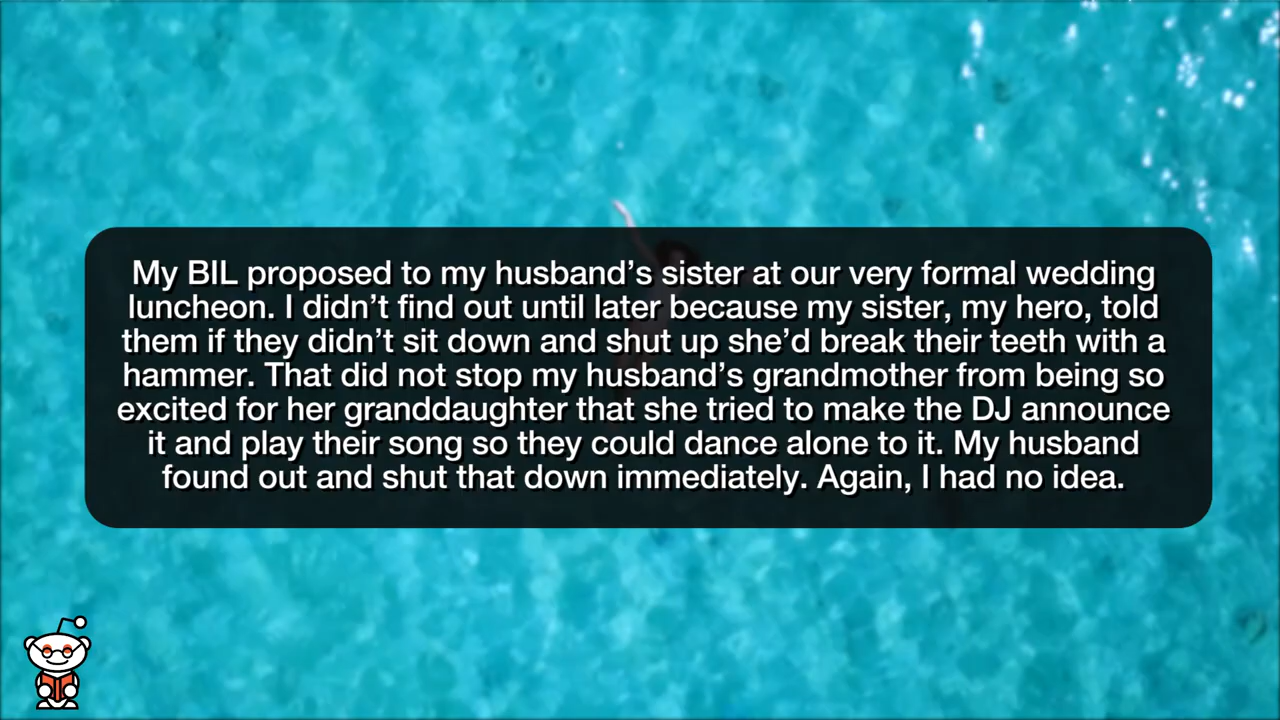 My BIL proposed to my husband’s sister at our very formal wedding
luncheon. I didn’t find out until later because my sister, my hero, told
them if they didn’t sit down and shut up she’d break their teeth with a
hammer. That did not stop my husband’s grandmother from being so
excited for her granddaughter that she tried to make the DJ announce
it and play their song so they could dance alone to it. My husband
found out and shut that down immediately. Again, I had no idea.